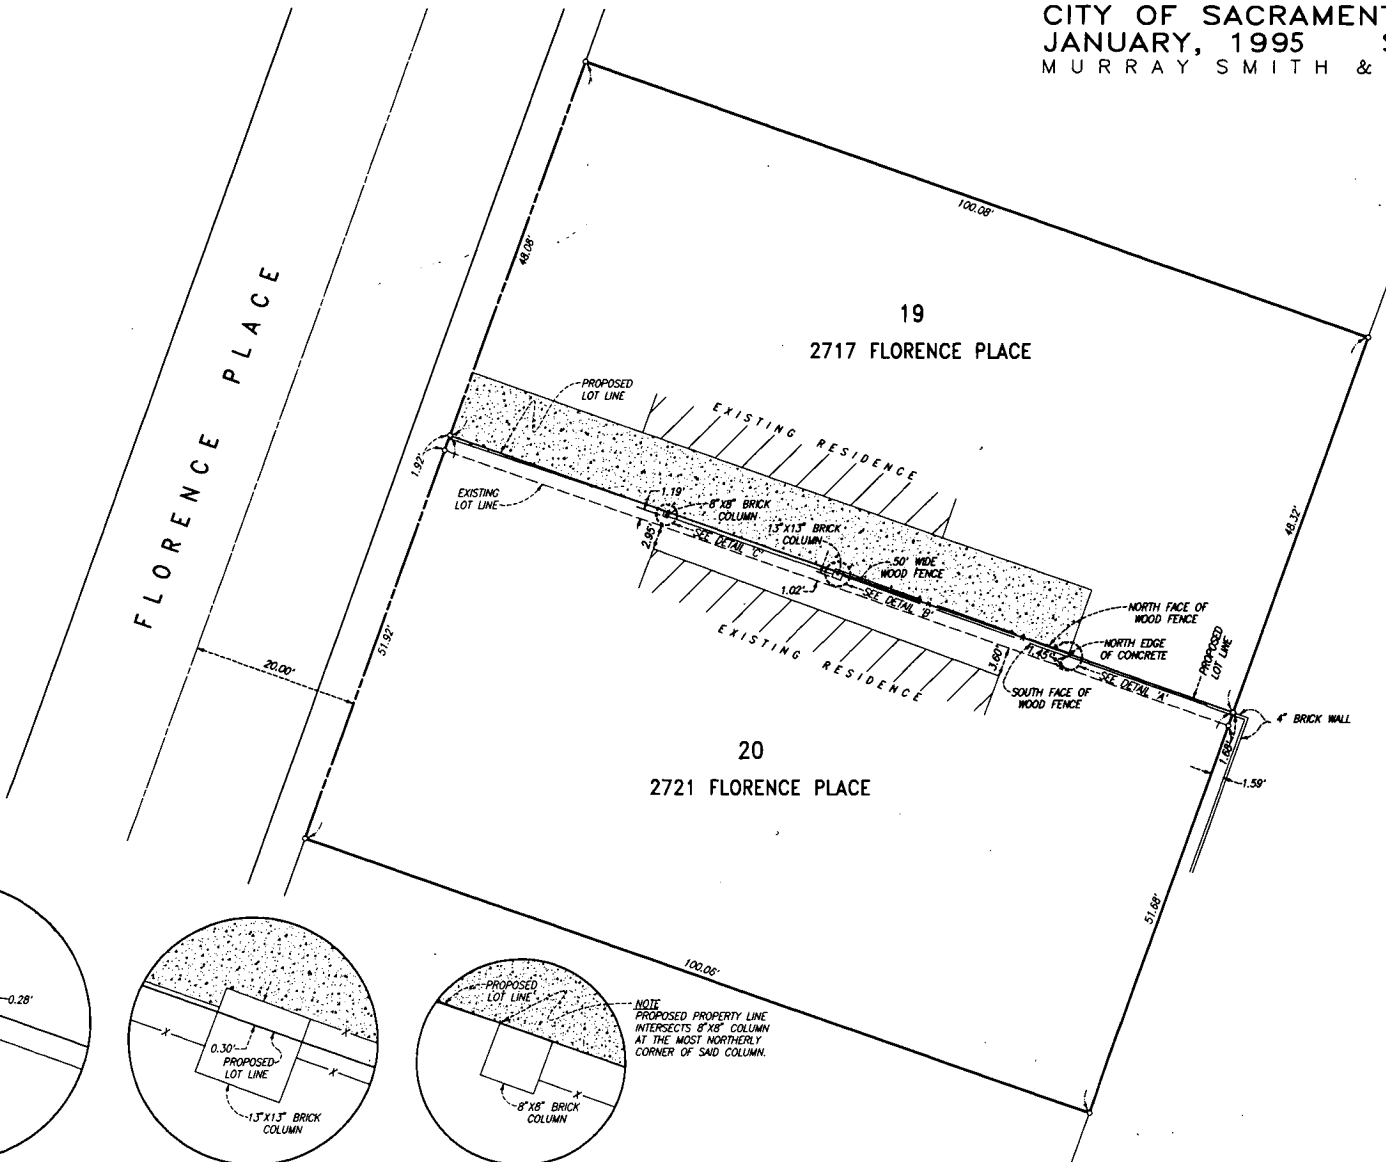 CITY OF SACRAMENT
JANUARY, 1995
MURRAY SMITH &
100.08'
48.08'
FLORENCE PLACE
19
2717 FLORENCE PLACE
PROPOSED
LOT LINE
EXISTING RESIDENCE
1.92'
EXISTING
LOT LINE
1.19'
8"X8" BRICK
COLUMN
13"X13" BRICK
COLUMN
2.95'
SEE DETAIL 'C'
.50' WIDE
WOOD FENCE
1.02'
SEE DETAIL 'B'
48.32'
NORTH FACE OF
WOOD FENCE
NORTH EDGE
OF CONCRETE
PROPOSED
LOT LINE
EXISTING RESIDENCE
3.60'
1.45'
SEE DETAIL 'A'
SOUTH FACE OF
WOOD FENCE
51.92'
20.00'
4" BRICK WALL
1.68'
1.59'
20
2721 FLORENCE PLACE
51.68'
100.06'
0.28'
X
X
0.30'
PROPOSED
LOT LINE
X
13"X13" BRICK
COLUMN
PROPOSED
LOT LINE
NOTE
PROPOSED PROPERTY LINE
INTERSECTS 8"X8" COLUMN
AT THE MOST NORTHERLY
CORNER OF SAID COLUMN.
X
8"X8" BRICK
COLUMN